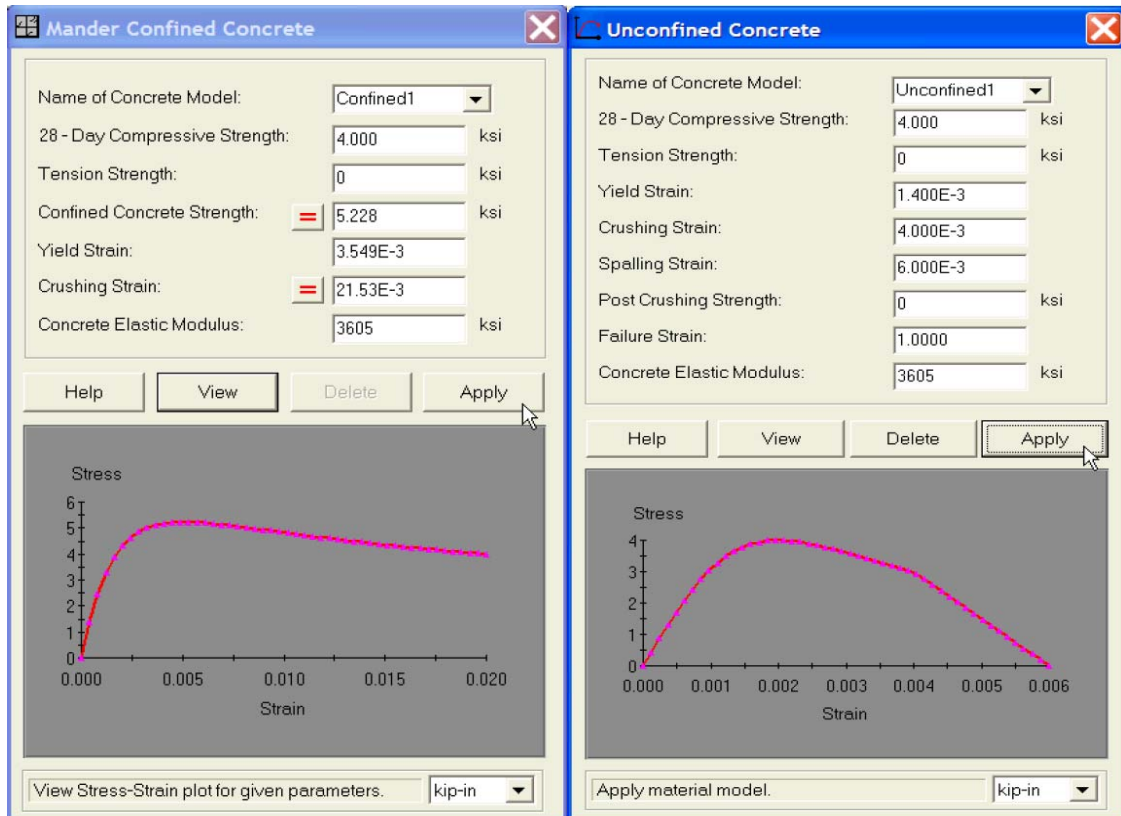 Mander Confined Concrete
Name of Concrete Model: Confined1
28 - Day Compressive Strength: 4.000 ksi
Tension Strength: 0 ksi
Confined Concrete Strength: = 5.228 ksi
Yield Strain: 3.549E-3
Crushing Strain: = 21.53E-3
Concrete Elastic Modulus: 3605 ksi
Help View Delete Apply
Stress
6
5
4
3
2
1
0
0.000 0.005 0.010 0.015 0.020
Strain
View Stress-Strain plot for given parameters. kip-in
Unconfined Concrete
Name of Concrete Model: Unconfined1
28 - Day Compressive Strength: 4.000 ksi
Tension Strength: 0 ksi
Yield Strain: 1.400E-3
Crushing Strain: 4.000E-3
Spalling Strain: 6.000E-3
Post Crushing Strength: 0 ksi
Failure Strain: 1.0000
Concrete Elastic Modulus: 3605 ksi
Help View Delete Apply
Stress
4
3
2
1
0
0.000 0.001 0.002 0.003 0.004 0.005 0.006
Strain
Apply material model. kip-in